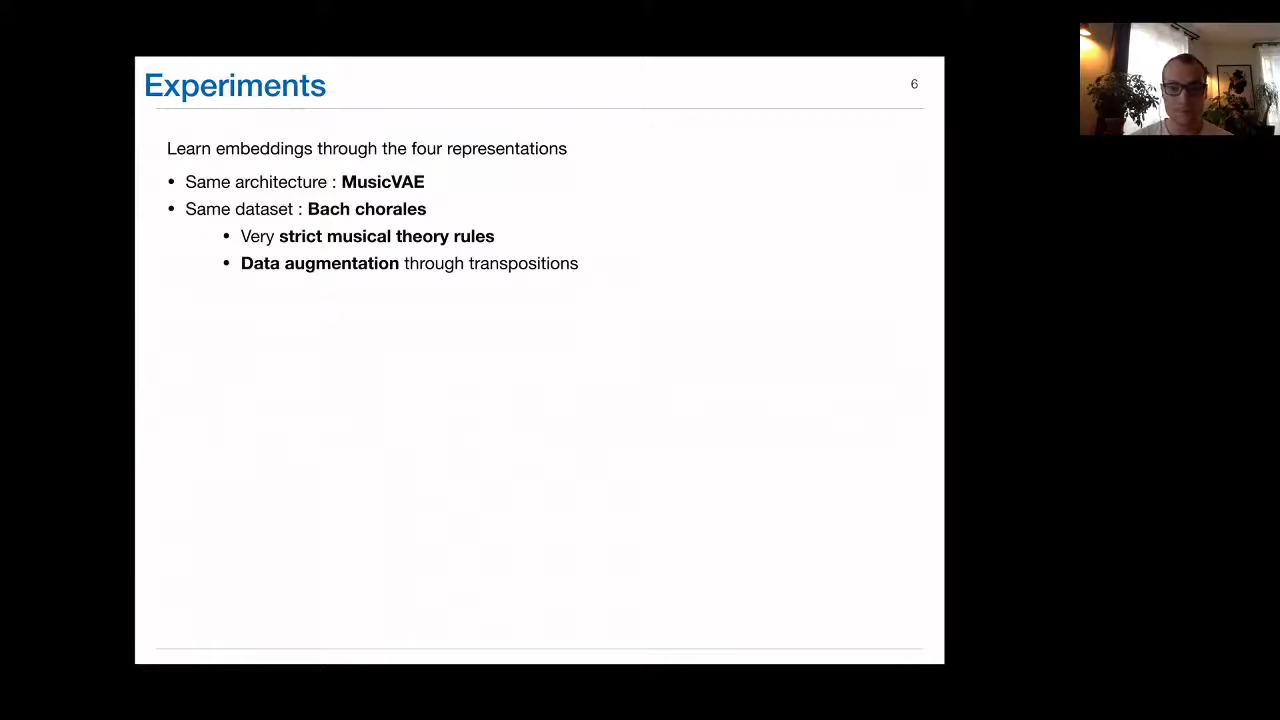 Experiments
6
Learn embeddings through the four representations
• Same architecture : MusicVAE
• Same dataset : Bach chorales
• Very strict musical theory rules
• Data augmentation through transpositions